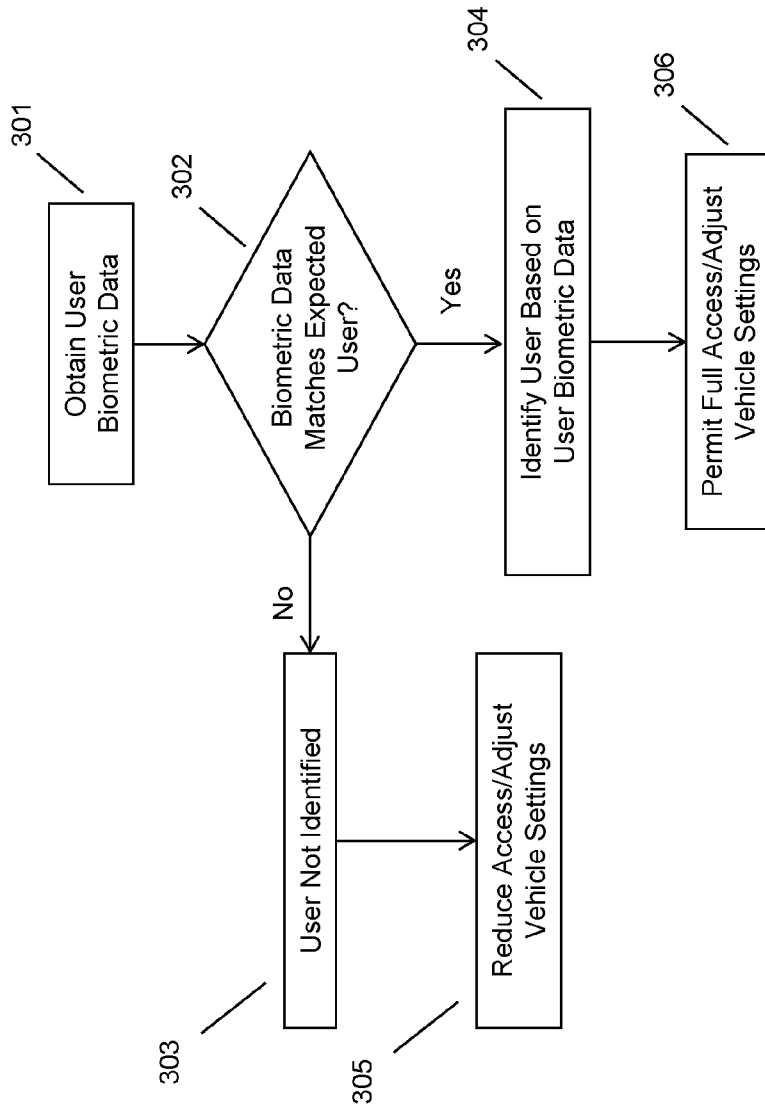 301
Obtain User
Biometric Data
302
Biometric Data
Matches Expected
User?
No
Yes
303
User Not Identified
304
Identify User Based on
User Biometric Data
305
Reduce Access/Adjust
Vehicle Settings
306
Permit Full Access/Adjust
Vehicle Settings